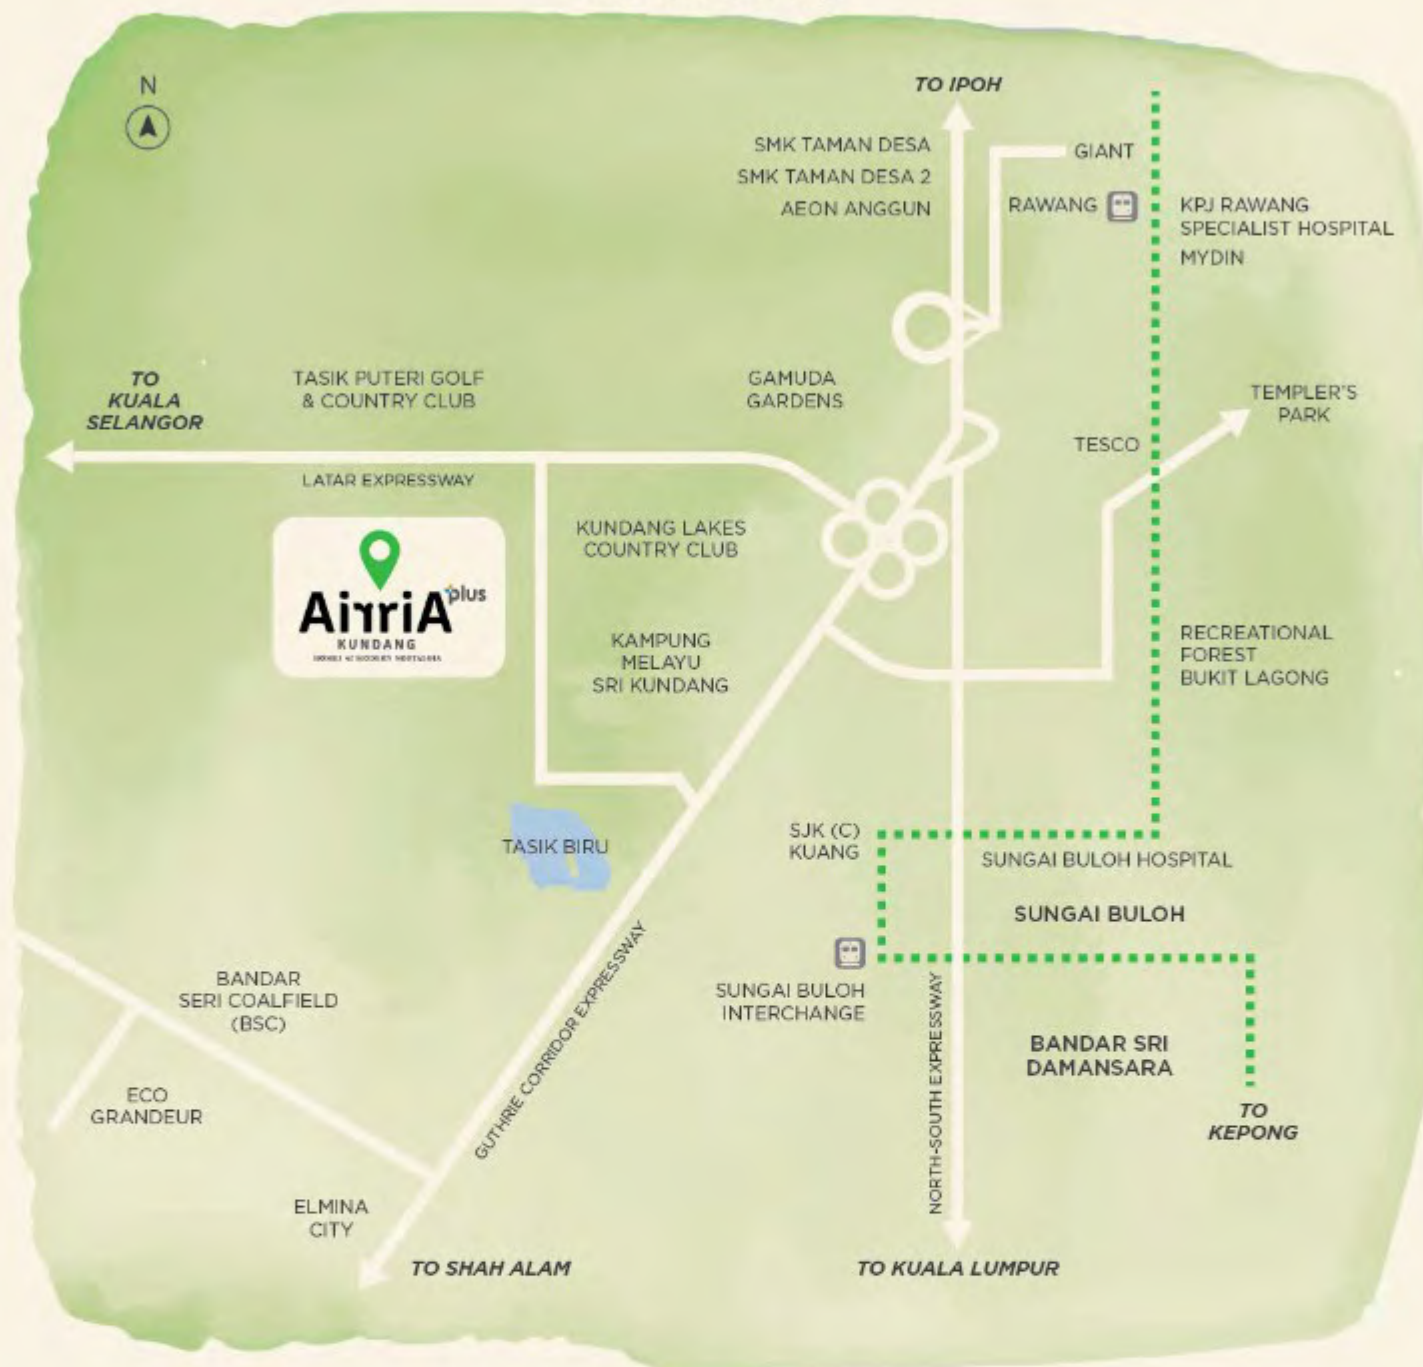 N
TO IPOH
SMK TAMAN DESA
SMK TAMAN DESA 2
AEON ANGGUN
GIANT
RAWANG
KPJ RAWANG
SPECIALIST HOSPITAL
MYDIN
TO
KUALA
SELANGOR
TASIK PUTERI GOLF
& COUNTRY CLUB
GAMUDA
GARDENS
TEMPLER'S
PARK
TESCO
LATAR EXPRESSWAY
KUNDANG LAKES
COUNTRY CLUB
AirriA plus
KUNDANG
KAMPUNG
MELAYU
SRI KUNDANG
RECREATIONAL
FOREST
BUKIT LAGONG
TASIK BIRU
SJK (C)
KUANG
SUNGAI BULOH HOSPITAL
SUNGAI BULOH
SUNGAI BULOH
INTERCHANGE
BANDAR
SERI COALFIELD
(BSC)
GUTHRIE CORRIDOR EXPRESSWAY
NORTH-SOUTH EXPRESSWAY
BANDAR SRI
DAMANSARA
ECO
GRANDEUR
TO
KEPONG
ELMINA
CITY
TO SHAH ALAM
TO KUALA LUMPUR